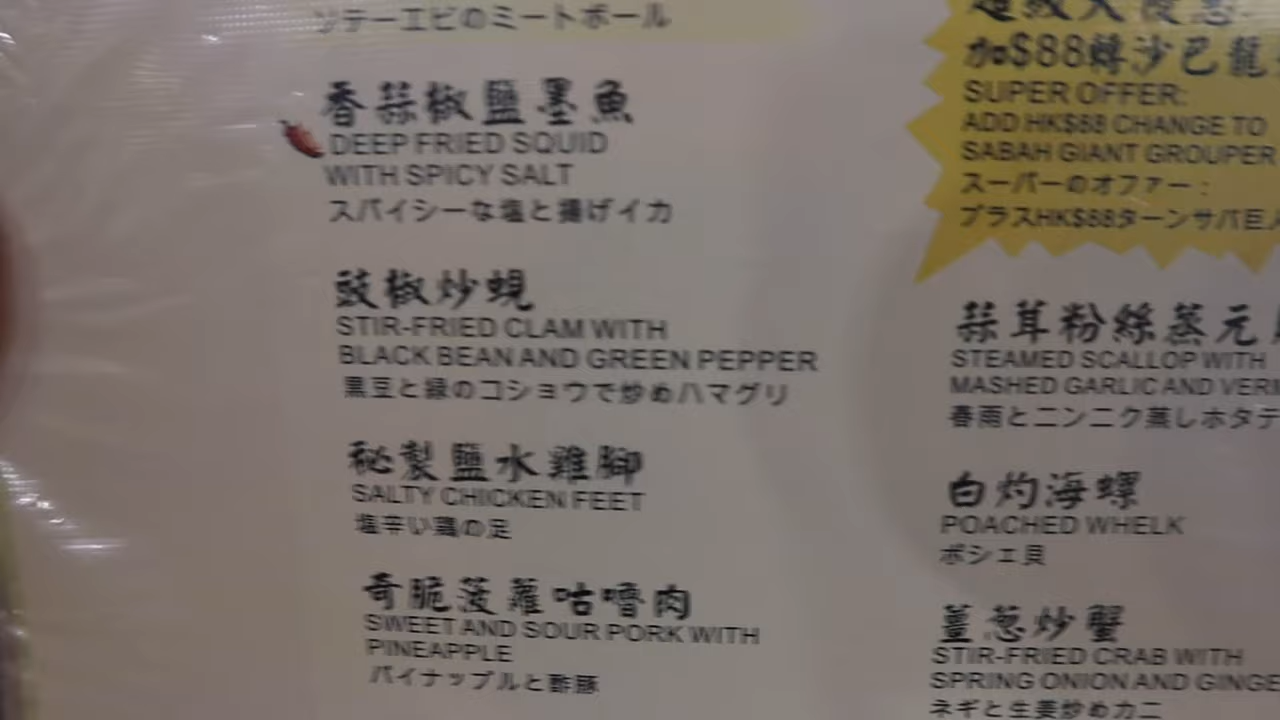 ソテーエビのミートボール
香蒜椒鹽墨魚
DEEP FRIED SQUID
WITH SPICY SALT
スパイシーな塩と揚げイカ
豉椒炒蜆
STIR-FRIED CLAM WITH
BLACK BEAN AND GREEN PEPPER
黒豆と緑のコショウで炒めハマグリ
秘製鹽水雞腳
SALTY CHICKEN FEET
塩辛い鶏の足
奇脆菠蘿咕嚕肉
SWEET AND SOUR PORK WITH
PINEAPPLE
パイナップルと酢豚
超級大優惠
加$88轉沙巴龍
SUPER OFFER:
ADD HK$88 CHANGE TO
SABAH GIANT GROUPER
スーパーのオファー:
プラスHK$88ターンサバ巨
蒜茸粉絲蒸元
STEAMED SCALLOP WITH
MASHED GARLIC AND
春雨とニンニク蒸しホタテ
白灼海螺
POACHED WHELK
ポシェ貝
薑葱炒蟹
STIR-FRIED CRAB WITH
SPRING ONION AND
ネギと生姜炒めカニ